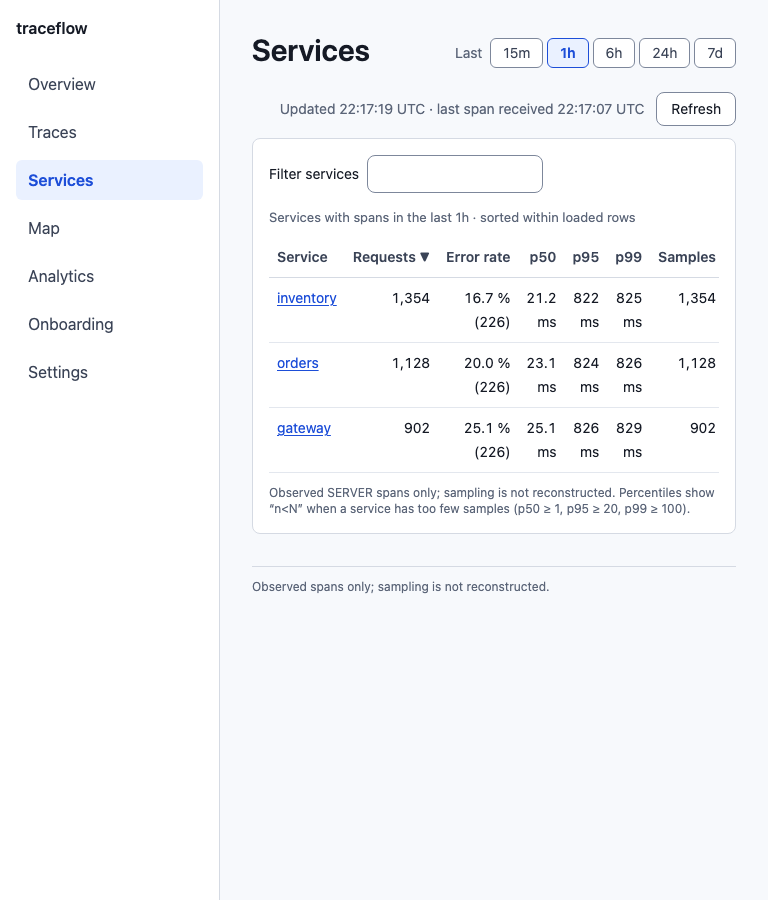 traceflow
Overview
Traces
Services
Map
Analytics
Onboarding
Settings
Services
Last 15m 1h 6h 24h 7d
Updated 22:17:19 UTC · last span received 22:17:07 UTC Refresh
Filter services
Services with spans in the last 1h · sorted within loaded rows
Service Requests ▼ Error rate p50 p95 p99 Samples
inventory 1,354 16.7 % 21.2 822 825 1,354
(226) ms ms ms
orders 1,128 20.0 % 23.1 824 826 1,128
(226) ms ms ms
gateway 902 25.1 % 25.1 826 829 902
(226) ms ms ms
Observed SERVER spans only; sampling is not reconstructed. Percentiles show
“n<N” when a service has too few samples (p50 ≥ 1, p95 ≥ 20, p99 ≥ 100).
Observed spans only; sampling is not reconstructed.